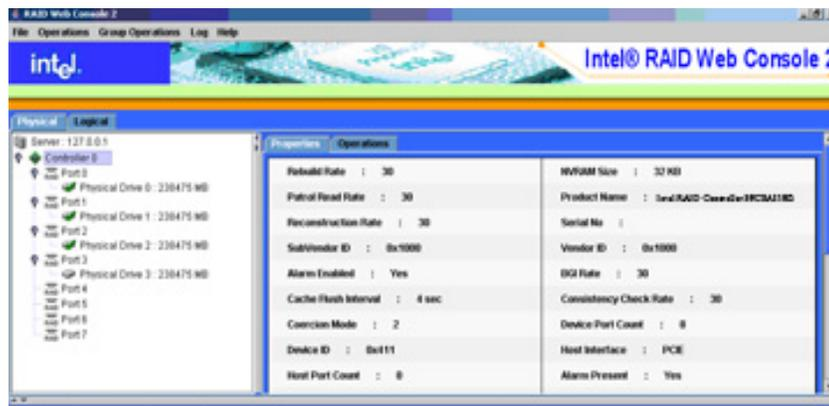 RAID Web Console 2
File Operations Group Operations Log Help
intel.
Intel® RAID Web Console 2
Physical Logical
Server : 127.0.0.1
Controller 0
Port 0
Physical Drive 0 : 238475 MB
Port 1
Physical Drive 1 : 238475 MB
Port 2
Physical Drive 2 : 238475 MB
Port 3
Physical Drive 3 : 238475 MB
Port 4
Port 5
Port 6
Port 7
Properties Operations
Rebuild Rate : 30
NVRAM Size : 32 KB
Patrol Read Rate : 30
Product Name : Intel RAID Controller
Reconstruction Rate : 30
Serial No :
SubVendor ID : 0x1000
Vendor ID : 0x1000
Alarm Enabled : Yes
BGI Rate : 30
Cache Flush Interval : 4 sec
Consistency Check Rate : 30
Coercion Mode : 2
Device Port Count : 8
Device ID : 0x411
Host Interface : PCIE
Host Port Count : 0
Alarm Present : Yes